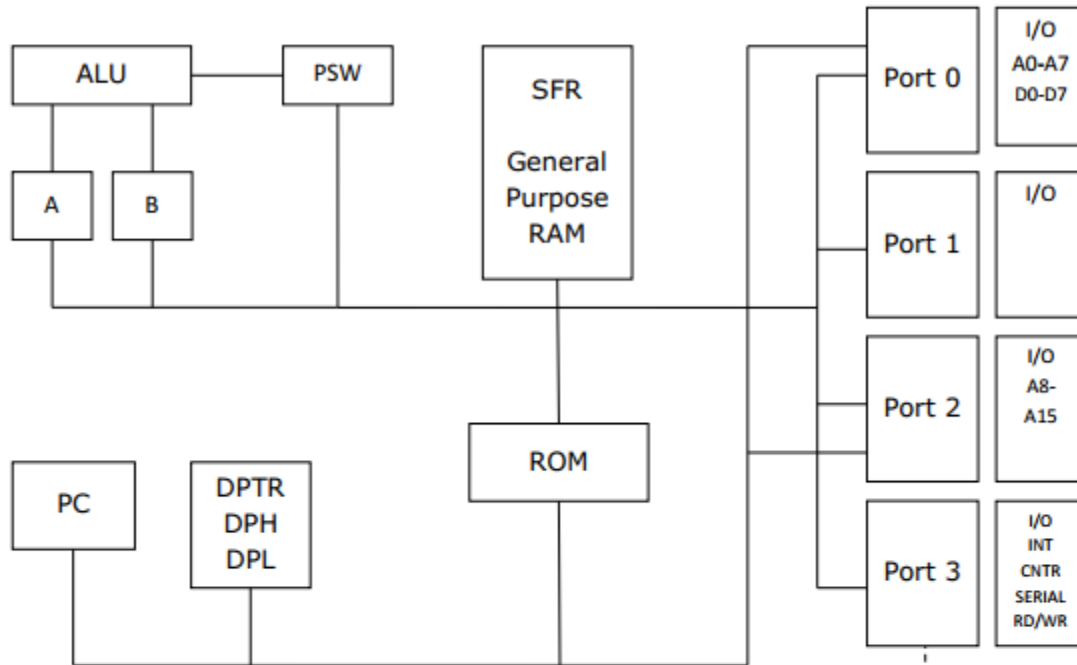 ALU
PSW
A
B
SFR
General
Purpose
RAM
PC
DPTR
DPH
DPL
ROM
Port 0
I/O
A0-A7
D0-D7
Port 1
I/O
Port 2
I/O
A8-
A15
Port 3
I/O
INT
CNTR
SERIAL
RD/WR